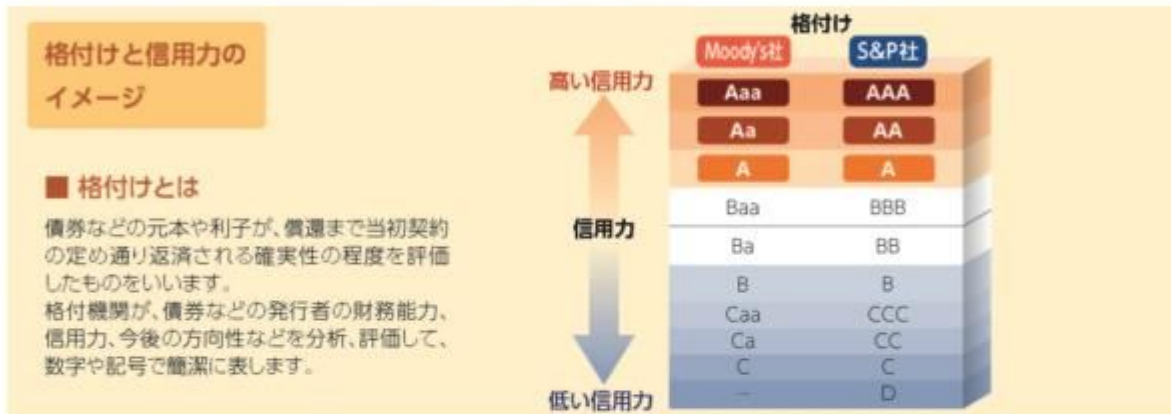 格付けと信用力の
イメージ
■ 格付けとは
債券などの元本や利子が、償還まで当初契約
の定め通り返済される確実性の程度を評価
したものをいいます。
格付機関が、債券などの発行者の財務能力、
信用力、今後の方向性などを分析、評価して、
数字や記号で簡潔に表します。
格付け
Moody's社 S&P社
高い信用力
Aaa AAA
Aa AA
A A
Baa BBB
信用力
Ba BB
B B
Caa CCC
Ca CC
C C
低い信用力
— D